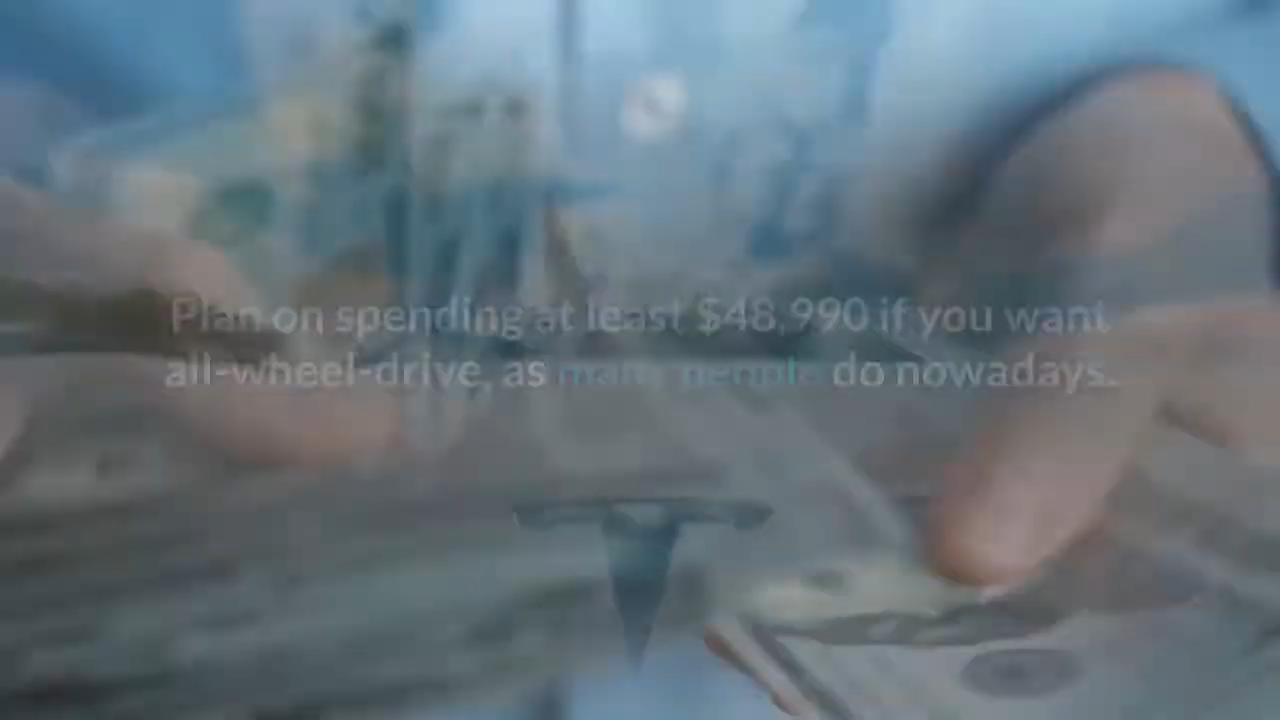 Plan on spending at least $48,990 if you want
all-wheel-drive, as many people do nowadays.